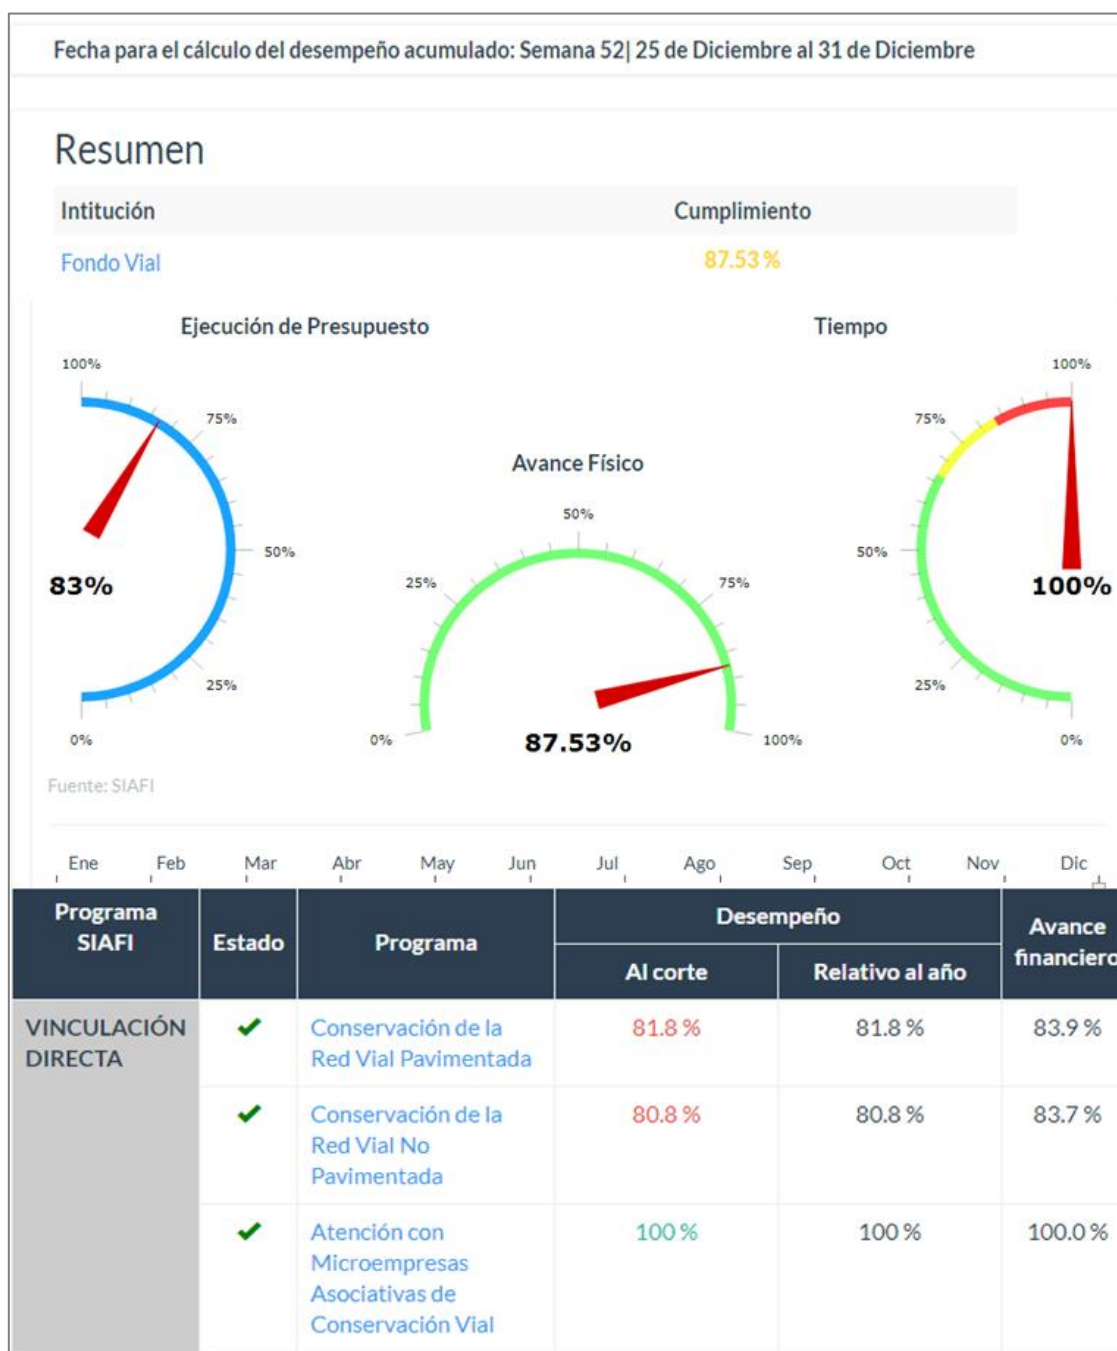 Fecha para el cálculo del desempeño acumulado: Semana 52| 25 de Diciembre al 31 de Diciembre
Resumen
Intitución Cumplimiento
Fondo Vial 87.53 %
Ejecución de Presupuesto
100%
75%
50%
25%
0%
83%
Avance Físico
0%
25%
50%
75%
100%
87.53%
Tiempo
100%
75%
50%
25%
0%
100%
Fuente: SIAFI
Ene Feb Mar Abr May Jun Jul Ago Sep Oct Nov Dic
Programa
SIAFI
Estado
Programa
Desempeño
Al corte
Relativo al año
Avance
financiero
VINCULACIÓN
DIRECTA
Conservación de la
Red Vial Pavimentada
81.8 % 81.8 % 83.9 %
Conservación de la
Red Vial No
Pavimentada
80.8 % 80.8 % 83.7 %
Atención con
Microempresas
Asociativas de
Conservación Vial
100 % 100 % 100.0 %